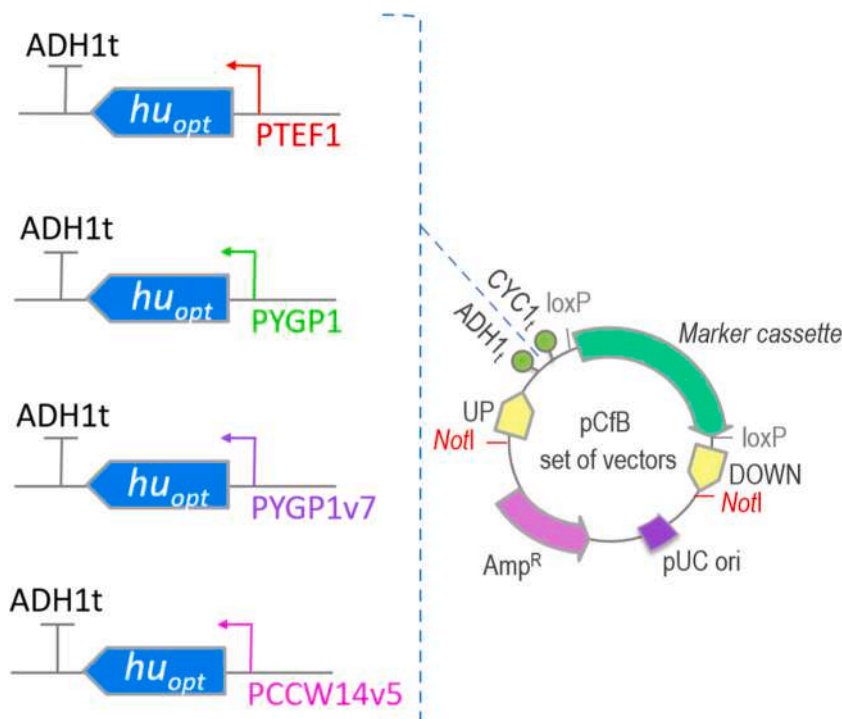 ADH1t
hu_opt
PTEF1
ADH1t
hu_opt
PYGP1
ADH1t
hu_opt
PYGP1v7
ADH1t
hu_opt
PCCW14v5
CYC1t
ADH1t
loxP
Marker cassette
UP
NotI
pCfB
set of vectors
loxP
DOWN
NotI
AmpR
pUC ori